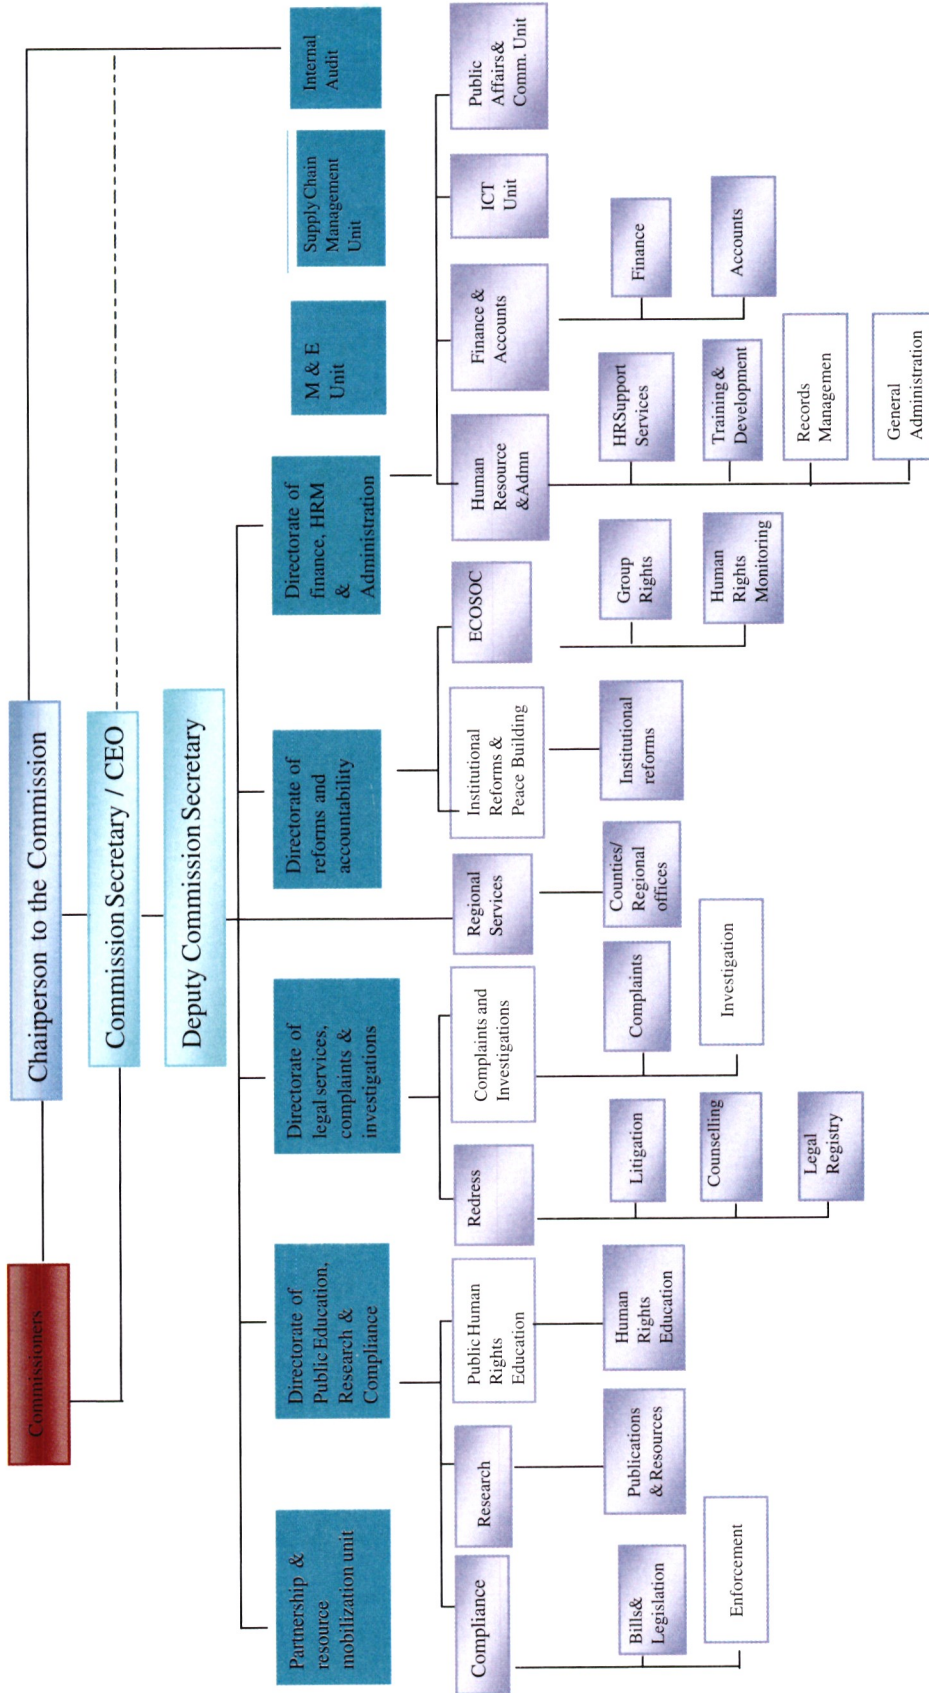 Commissioners
Chairperson to the Commission
Commission Secretary / CEO
Deputy Commission Secretary
Partnership &
resource
mobilization unit
Directorate of
Public Education,
Research &
Compliance
Directorate of
legal services,
complaints &
investigations
Directorate of
reforms and
accountability
Directorate of
finance, HRM
&
Administration
M & E
Unit
Supply Chain
Management
Unit
Internal
Audit
Compliance
Research
Public Human
Rights
Education
Redress
Complaints and
Investigations
Regional
Services
Institutional
Reforms &
Peace Building
ECOSOC
Human
Resource
&Admn
Finance &
Accounts
ICT
Unit
Public
Affairs&
Comm. Unit
Bills&
Legislation
Enforcement
Publications
& Resources
Human
Rights
Education
Litigation
Counselling
Legal
Registry
Complaints
Investigation
Counties/
Regional
offices
Institutional
reforms
Group
Rights
Human
Rights
Monitoring
HRSupport
Services
Training&
Development
Records
Managemen
General
Administration
Finance
Accounts